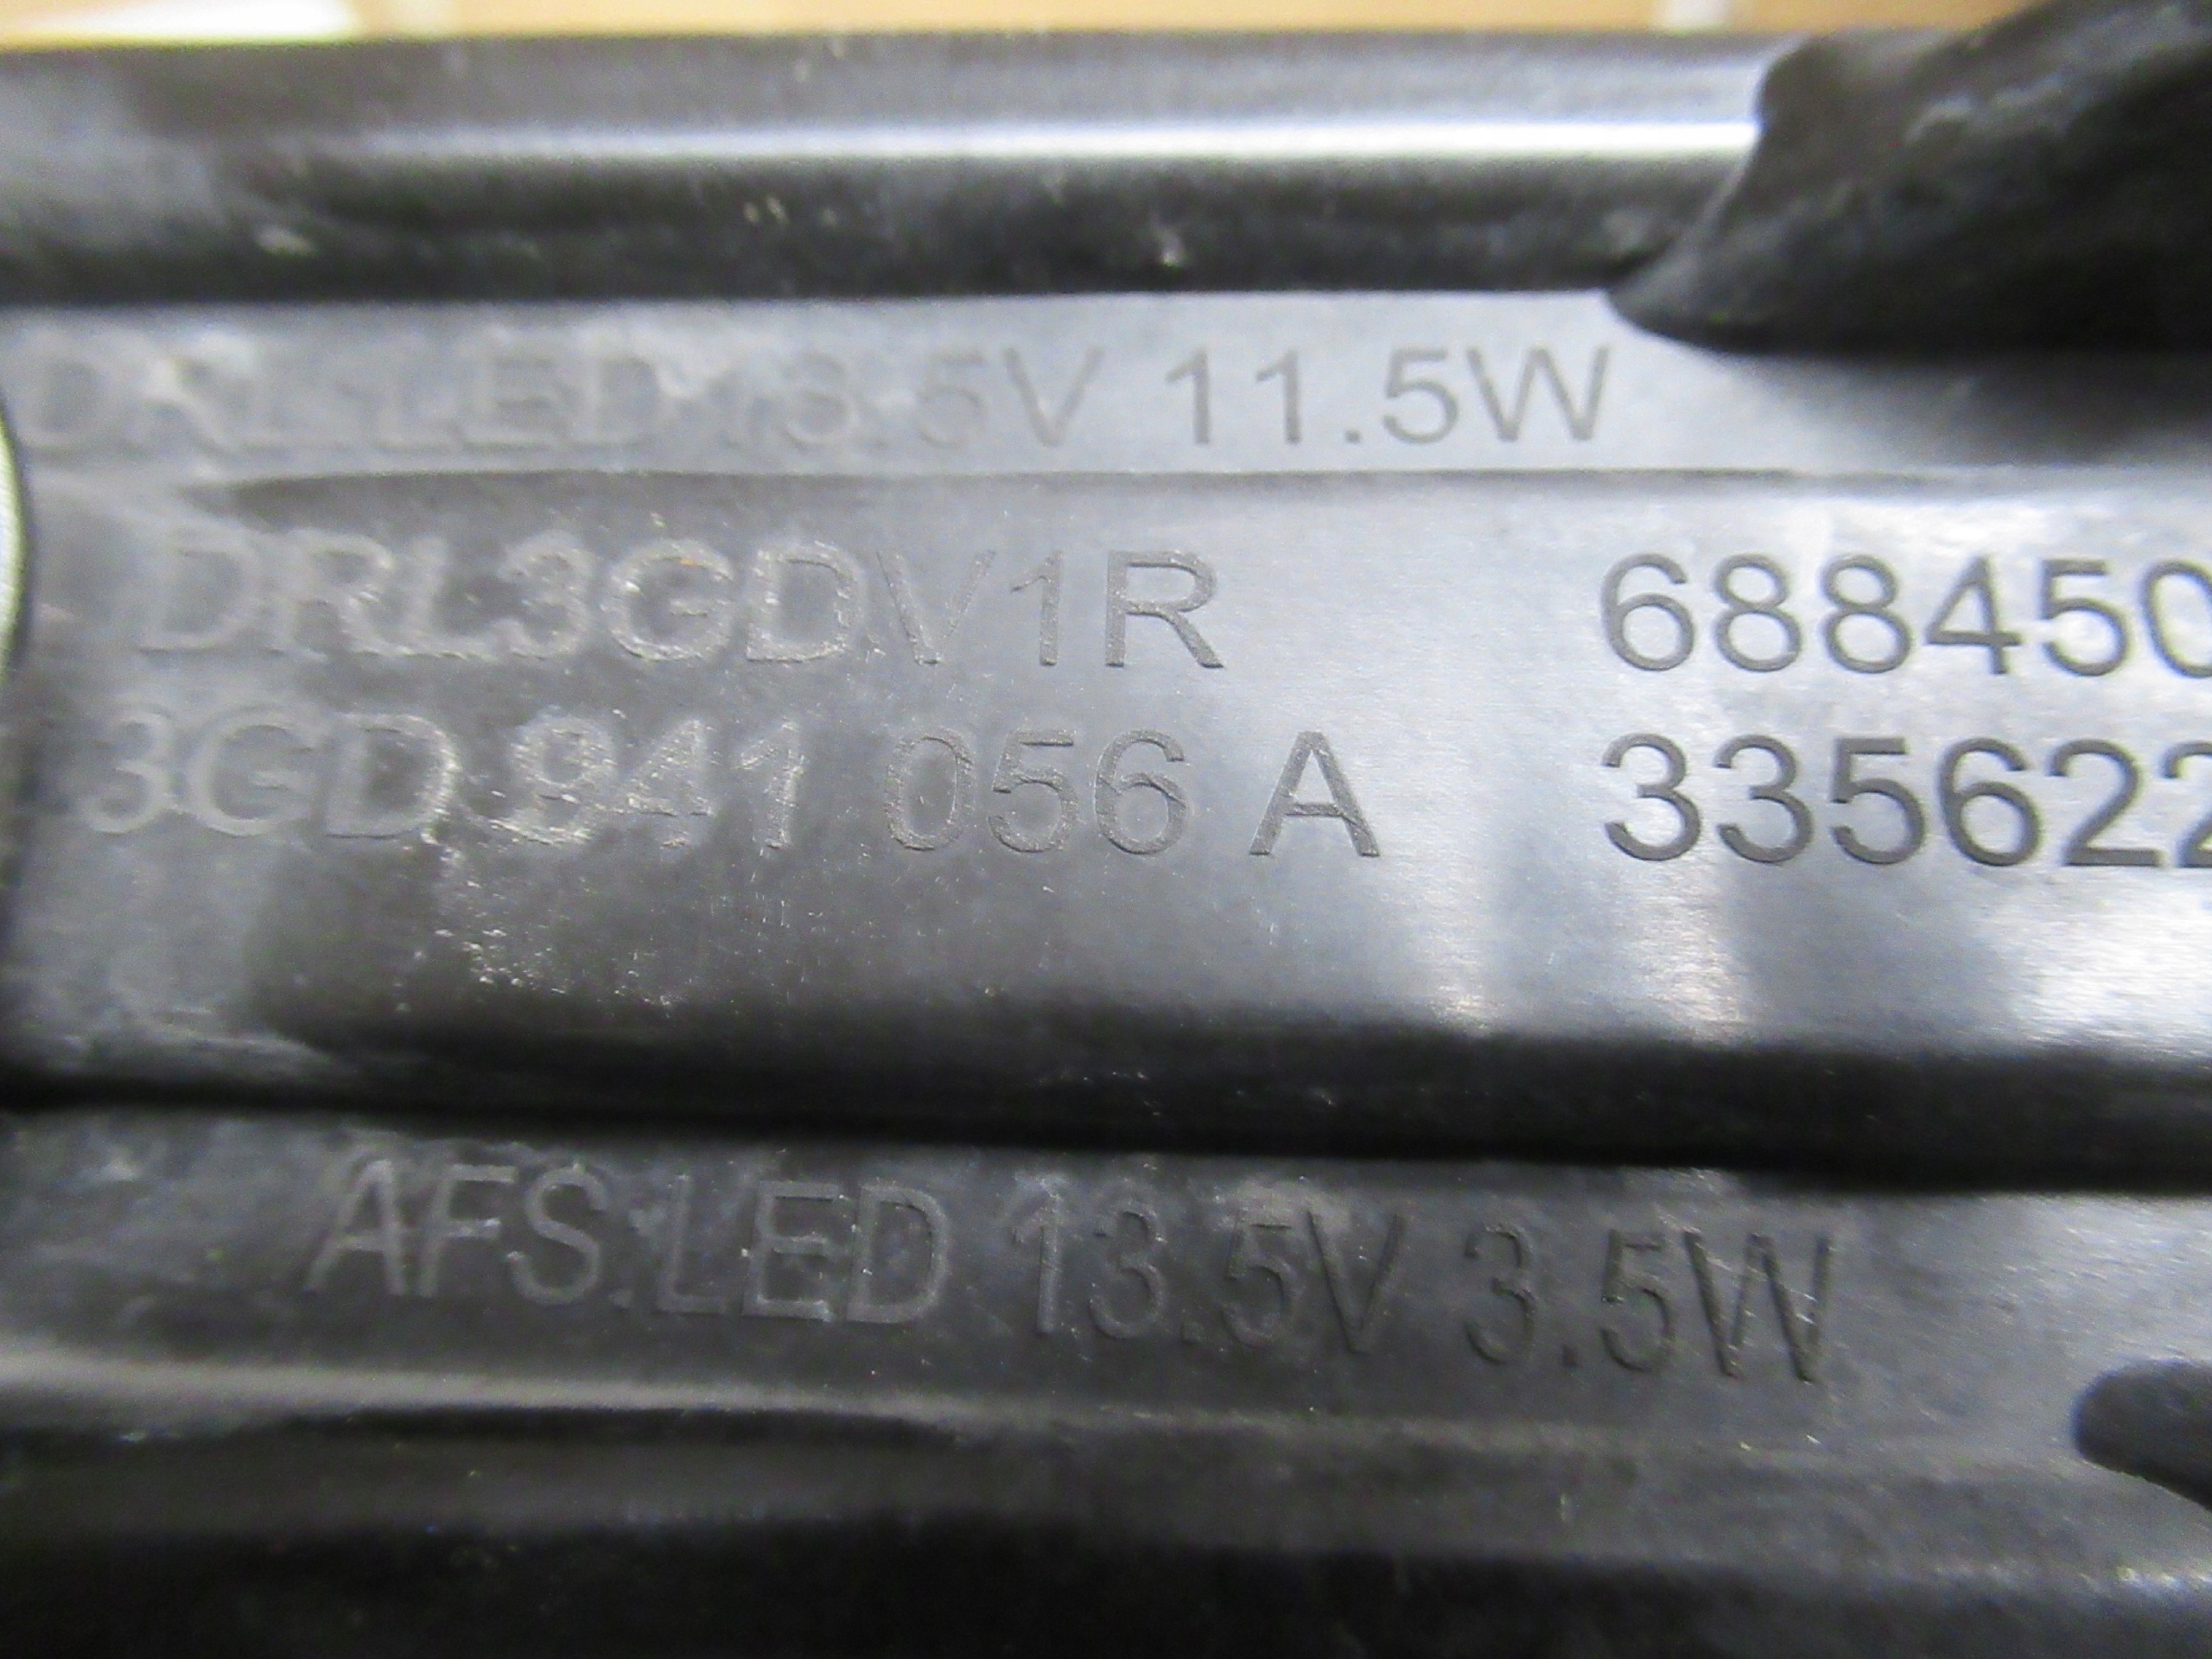 DRL.LED 13.5V 11.5W
DRL3GDV1R 688450
3GD 941 056 A 335622
AFS.LED 13.5V 3.5W